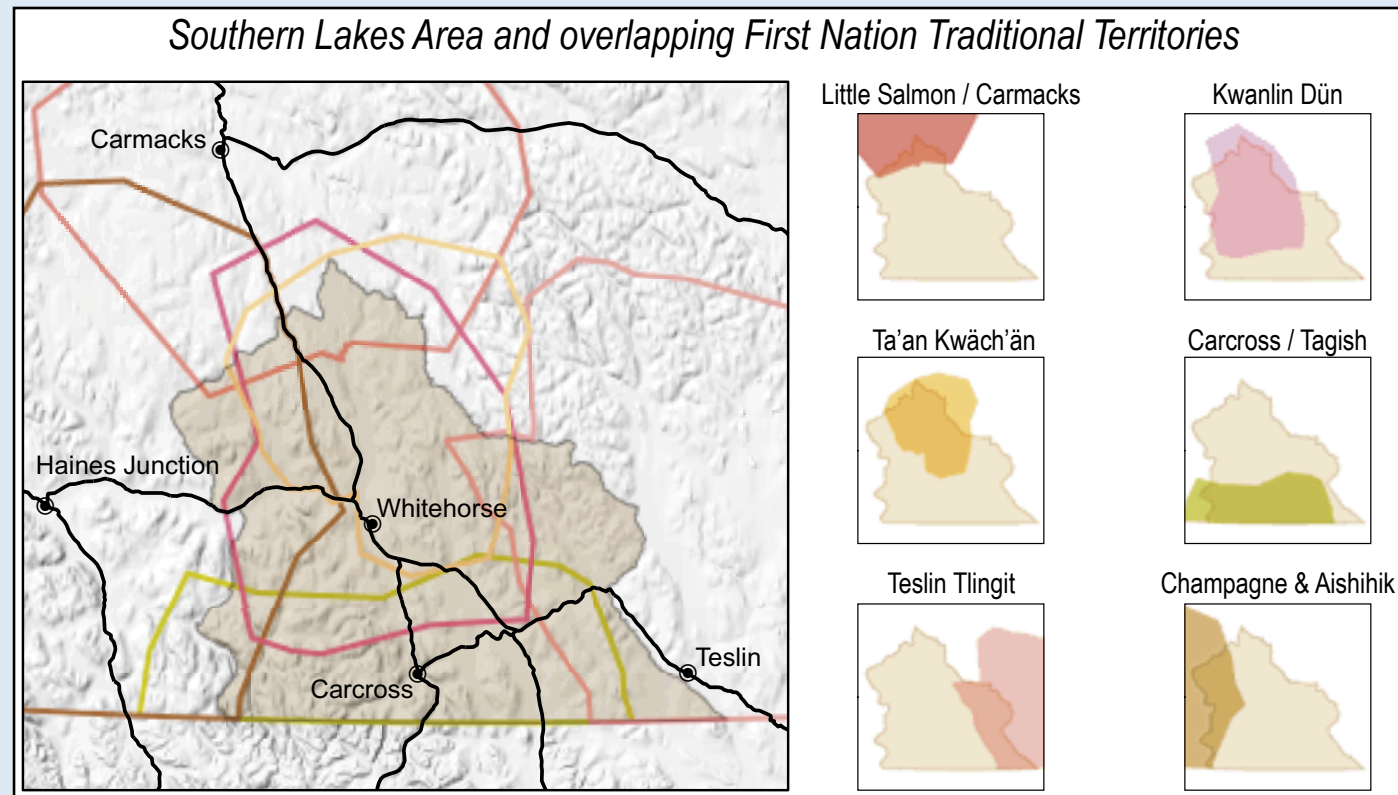 Southern Lakes Area and overlapping First Nation Traditional Territories
Carmacks
Haines Junction
Whitehorse
Carcross
Teslin
Little Salmon / Carmacks
Kwanlin Dün
Ta'an Kwäch'än
Carcross / Tagish
Teslin Tlingit
Champagne & Aishihik